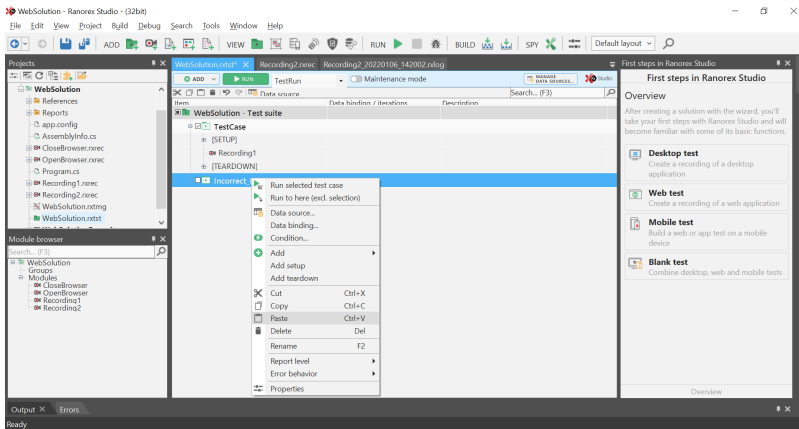 WebSolution - Ranorex Studio - (32bit)
File Edit View Project Build Debug Search Tools Window Help
ADD VIEW RUN BUILD SPY Default layout
Projects
WebSolution.rxtst* Recording2.rxrec Recording2_20220106_142002.rxlog
First steps in Ranorex Studio
ADD RUN TestRun Maintenance mode MANAGE DATA SOURCES... Studio
Data source Search... (F3)
Item Data binding / iterations Description
WebSolution
References
Reports
app.config
AssemblyInfo.cs
CloseBrowser.rxrec
OpenBrowser.rxrec
Program.cs
Recording1.rxrec
Recording2.rxrec
WebSolution.rxtmg
WebSolution.rxtst
Module browser
Search... (F3)
WebSolution
Groups
Modules
CloseBrowser
OpenBrowser
Recording1
Recording2
WebSolution - Test suite
TestCase
[SETUP]
Recording1
[TEARDOWN]
Incorrect_
Run selected test case
Run to here (excl. selection)
Data source...
Data binding...
Condition...
Add
Add setup
Add teardown
Cut Ctrl+X
Copy Ctrl+C
Paste Ctrl+V
Delete Del
Rename F2
Report level
Error behavior
Properties
First steps in Ranorex Studio
Overview
After creating a solution with the wizard, you'll
take your first steps with Ranorex Studio and will
become familiar with some of its basic functions.
Desktop test
Create a recording of a desktop
application
Web test
Create a recording of a web application
Mobile test
Build a web or app test on a mobile
device
Blank test
Combine desktop, web and mobile tests
Overview
Output Errors
Ready